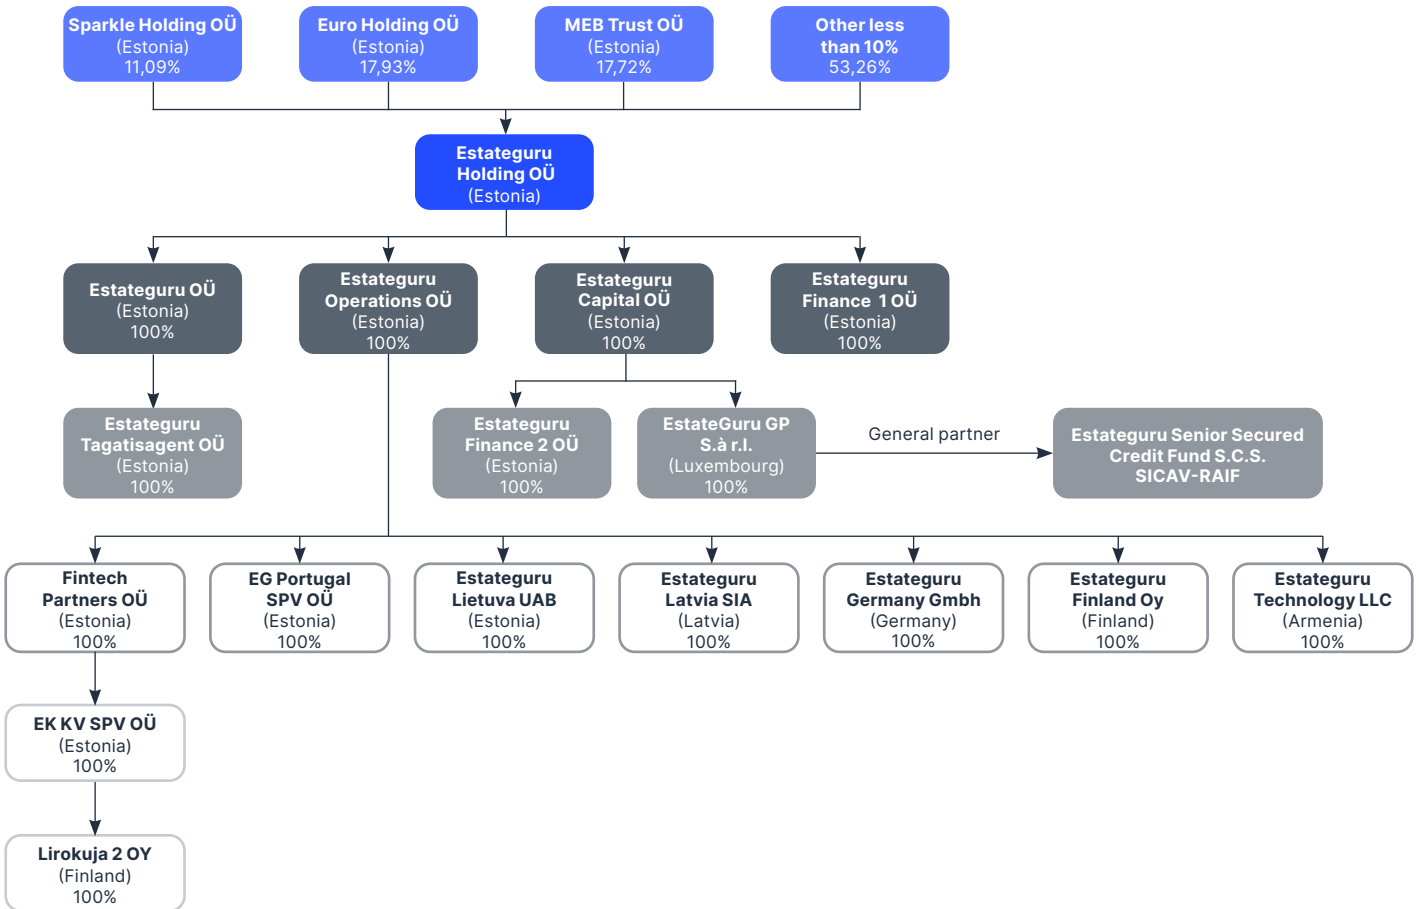 Sparkle Holding OÜ
(Estonia)
11,09%
Euro Holding OÜ
(Estonia)
17,93%
MEB Trust OÜ
(Estonia)
17,72%
Other less
than 10%
53,26%
Estateguru
Holding OÜ
(Estonia)
Estateguru OÜ
(Estonia)
100%
Estateguru
Operations OÜ
(Estonia)
100%
Estateguru
Capital OÜ
(Estonia)
100%
Estateguru
Finance 1 OÜ
(Estonia)
100%
Estateguru
Tagatisagent OÜ
(Estonia)
100%
Estateguru
Finance 2 OÜ
(Estonia)
100%
EstateGuru GP
S.à r.l.
(Luxembourg)
100%
General partner
Estateguru Senior Secured
Credit Fund S.C.S.
SICAV-RAIF
Fintech
Partners OÜ
(Estonia)
100%
EG Portugal
SPV OÜ
(Estonia)
100%
Estateguru
Lietuva UAB
(Estonia)
100%
Estateguru
Latvia SIA
(Latvia)
100%
Estateguru
Germany Gmbh
(Germany)
100%
Estateguru
Finland Oy
(Finland)
100%
Estateguru
Technology LLC
(Armenia)
100%
EK KV SPV OÜ
(Estonia)
100%
Lirokuja 2 OY
(Finland)
100%